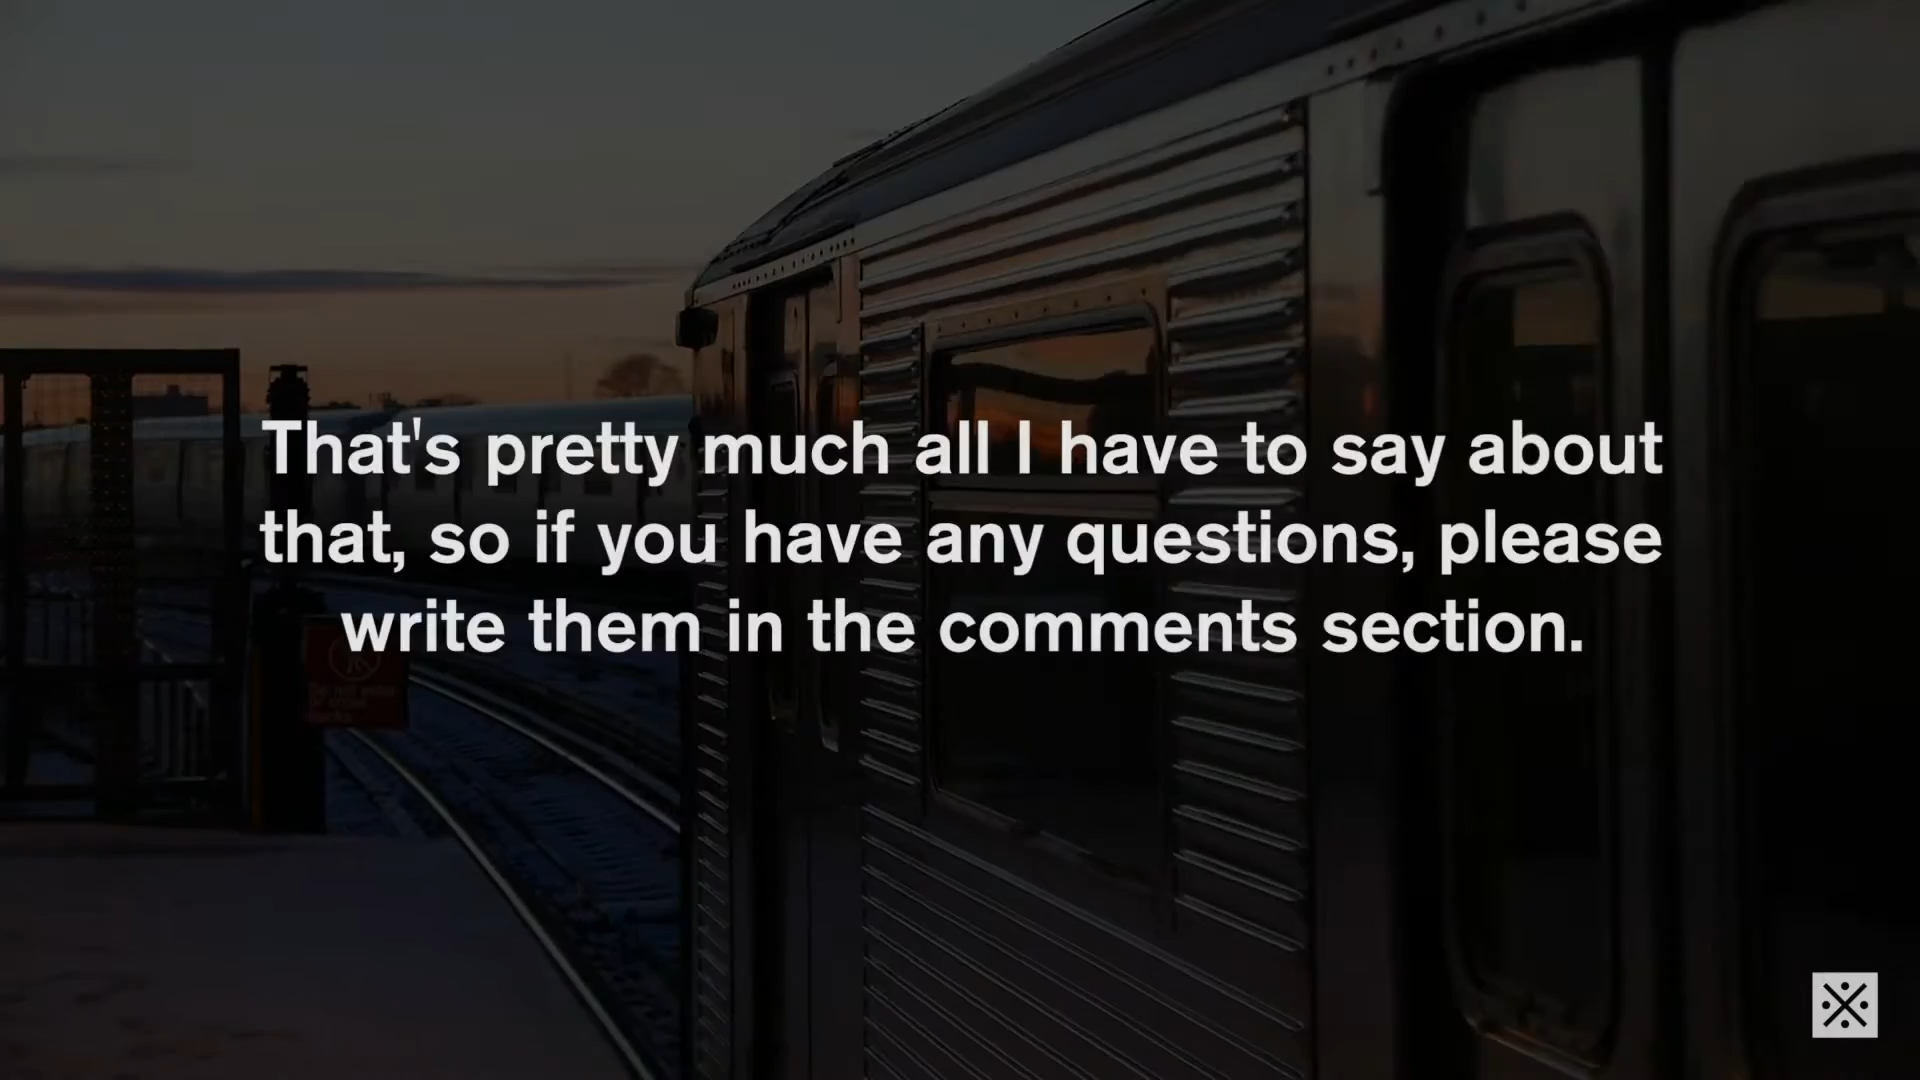 That's pretty much all I have to say about
that, so if you have any questions, please
write them in the comments section.